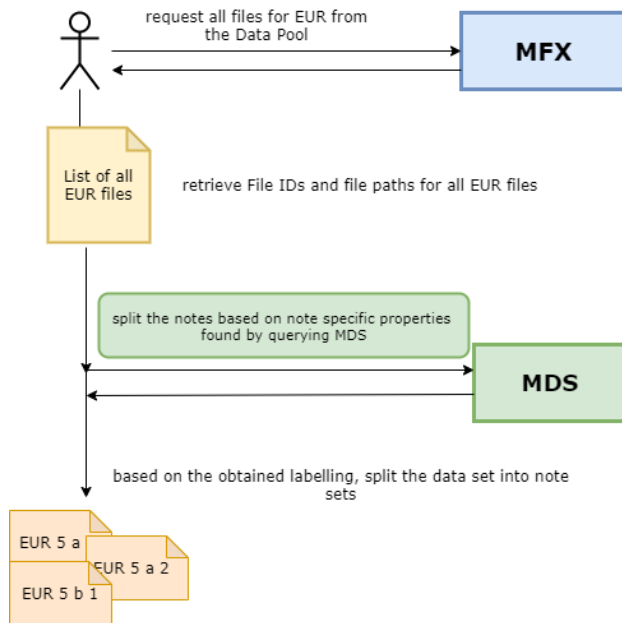 request all files for EUR from
the Data Pool
MFX
List of all
EUR files
retrieve File IDs and file paths for all EUR files
split the notes based on note specific properties
found by querying MDS
MDS
based on the obtained labelling, split the data set into note
sets
EUR 5 a
EUR 5 a 2
EUR 5 b 1